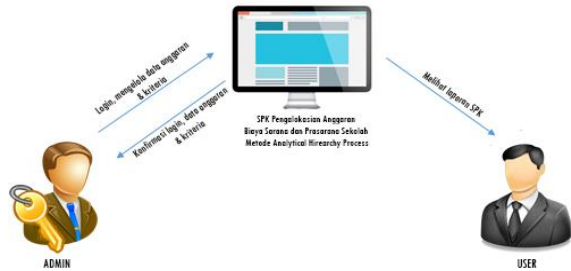 Login, mengelola data anggaran
& kriteria
Konfirmasi login, data anggaran
& kriteria
Melihat laporan SPK
SPK Pengalokasian Anggaran
Biaya Sarana dan Prasarana Sekolah
Metode Analytical Hirearchy Process
ADMIN
USER